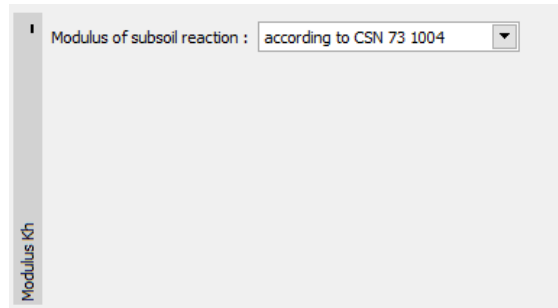 Modulus of subsoil reaction : according to CSN 73 1004
Modulus Kh